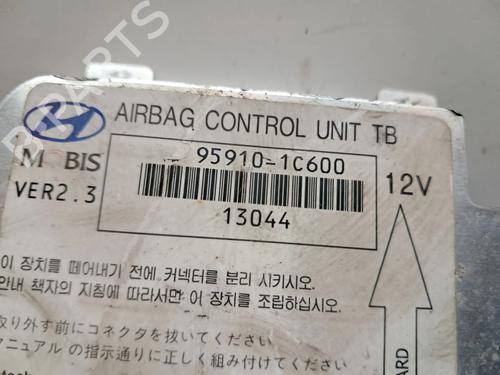 AIRBAG CONTROL UNIT TB
MOBIS
95910-1C600
VER2.3
12V
13044
이 장치를 떼어내기 전에 커넥터를 분리 시키시오.
안내 책자의 지침에 따라서만 이 장치를 조립하십시오!
取り外す前にコネクタを抜いてください
マニュアル の指示通りに正しく組み付けてください
B-PARTS